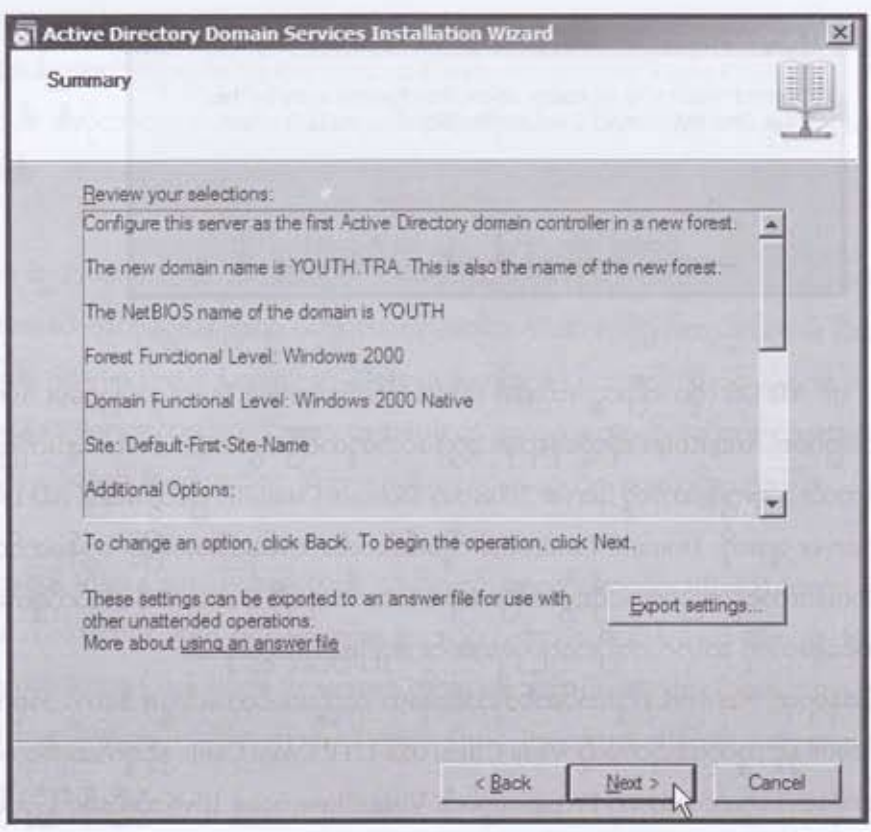 Active Directory Domain Services Installation Wizard
Summary
Review your selections:
Configure this server as the first Active Directory domain controller in a new forest.
The new domain name is YOUTH.TRA. This is also the name of the new forest.
The NetBIOS name of the domain is YOUTH
Forest Functional Level: Windows 2000
Domain Functional Level: Windows 2000 Native
Site: Default-First-Site-Name
Additional Options:
To change an option, click Back. To begin the operation, click Next.
These settings can be exported to an answer file for use with
other unattended operations.
More about using an answer file
Export settings...
< Back
Next >
Cancel